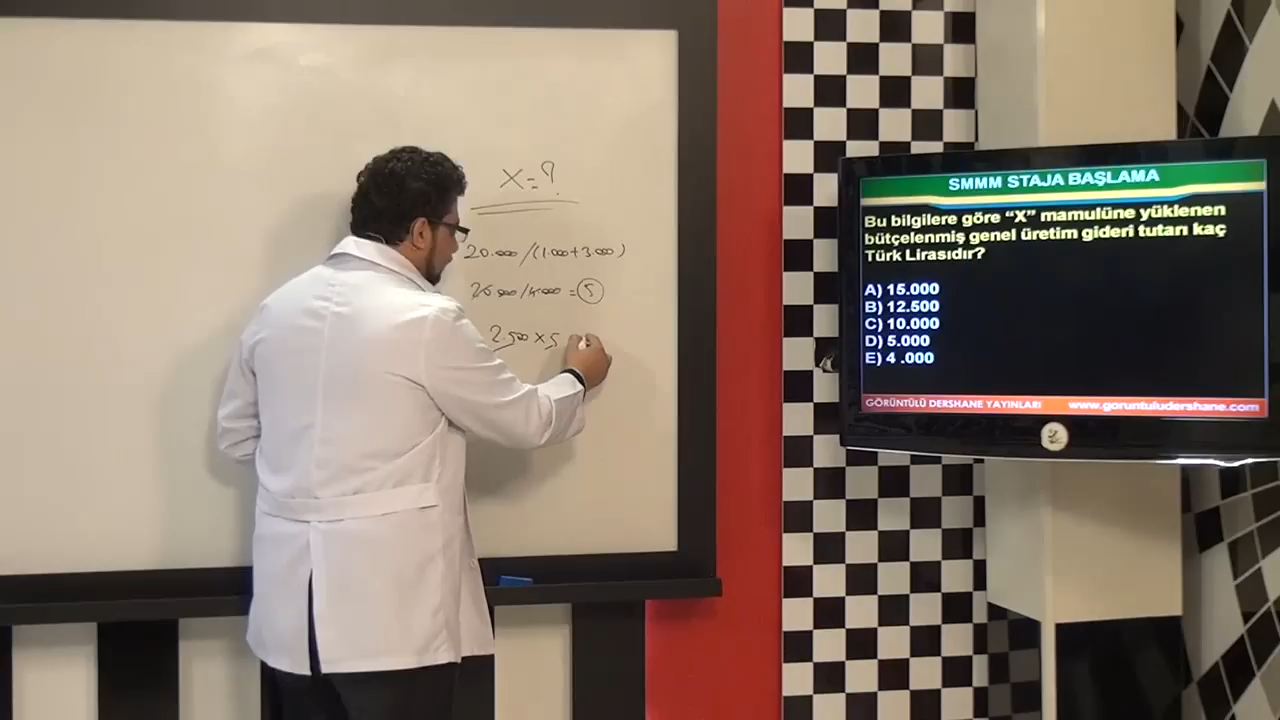 X=?
20.000/(1.000+3.000)
20.000/4.000=5
2.500x5
SMMM STAJA BAŞLAMA
Bu bilgilere göre “X” mamulüne yüklenen
bütçelenmiş genel üretim gideri tutarı kaç
Türk Lirasıdır?
A) 15.000
B) 12.500
C) 10.000
D) 5.000
E) 4 .000
GÖRÜNTÜLÜ DERSHANE YAYINLARI www.goruntuludershane.com